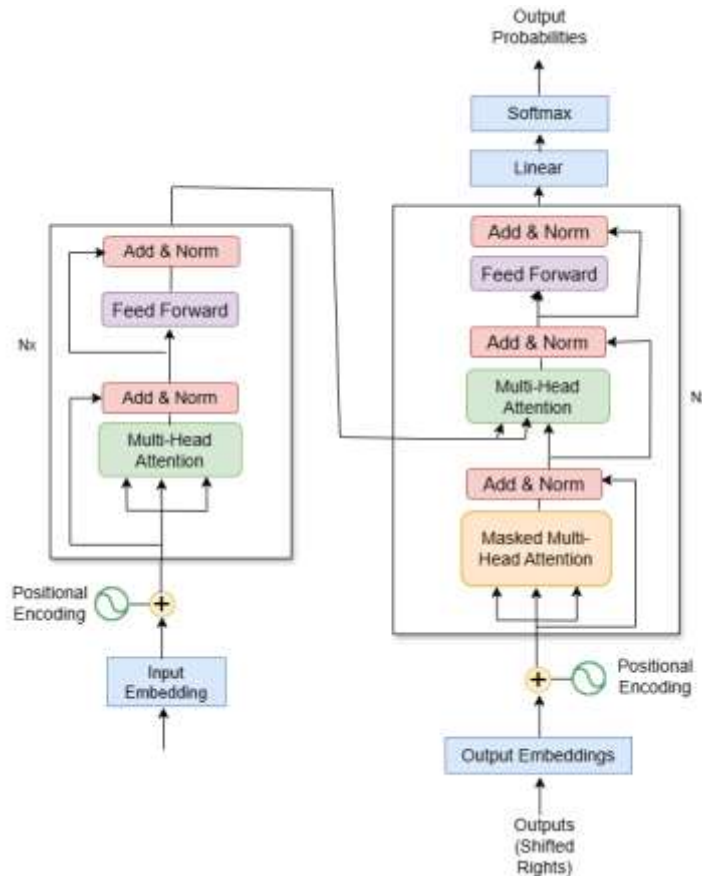 Output
Probabilities
Softmax
Linear
Add & Norm
Feed Forward
Add & Norm
Multi-Head
Attention
N
Add & Norm
Masked Multi-
Head Attention
Positional
Encoding
Output Embeddings
Outputs
(Shifted
Rights)
Add & Norm
Feed Forward
Nx
Add & Norm
Multi-Head
Attention
Positional
Encoding
Input
Embedding